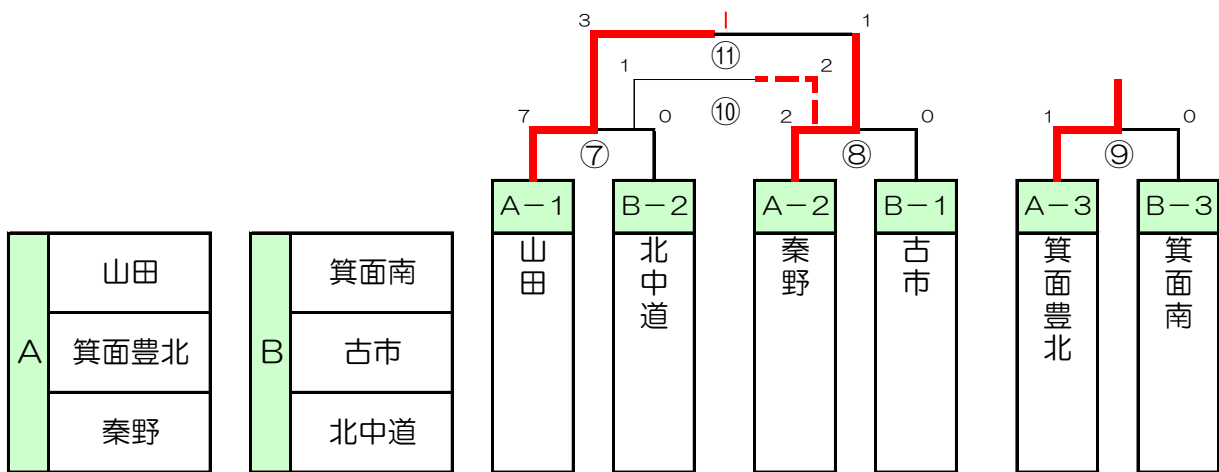 3 1
⑪
1 2
7 0 ⑩ 2 0 1 0
⑦ ⑧ ⑨
A-1 B-2 A-2 B-1 A-3 B-3
山田 北中道 秦野 古市 箕面豊北 箕面南
A
山田
箕面豊北
秦野
B
箕面南
古市
北中道